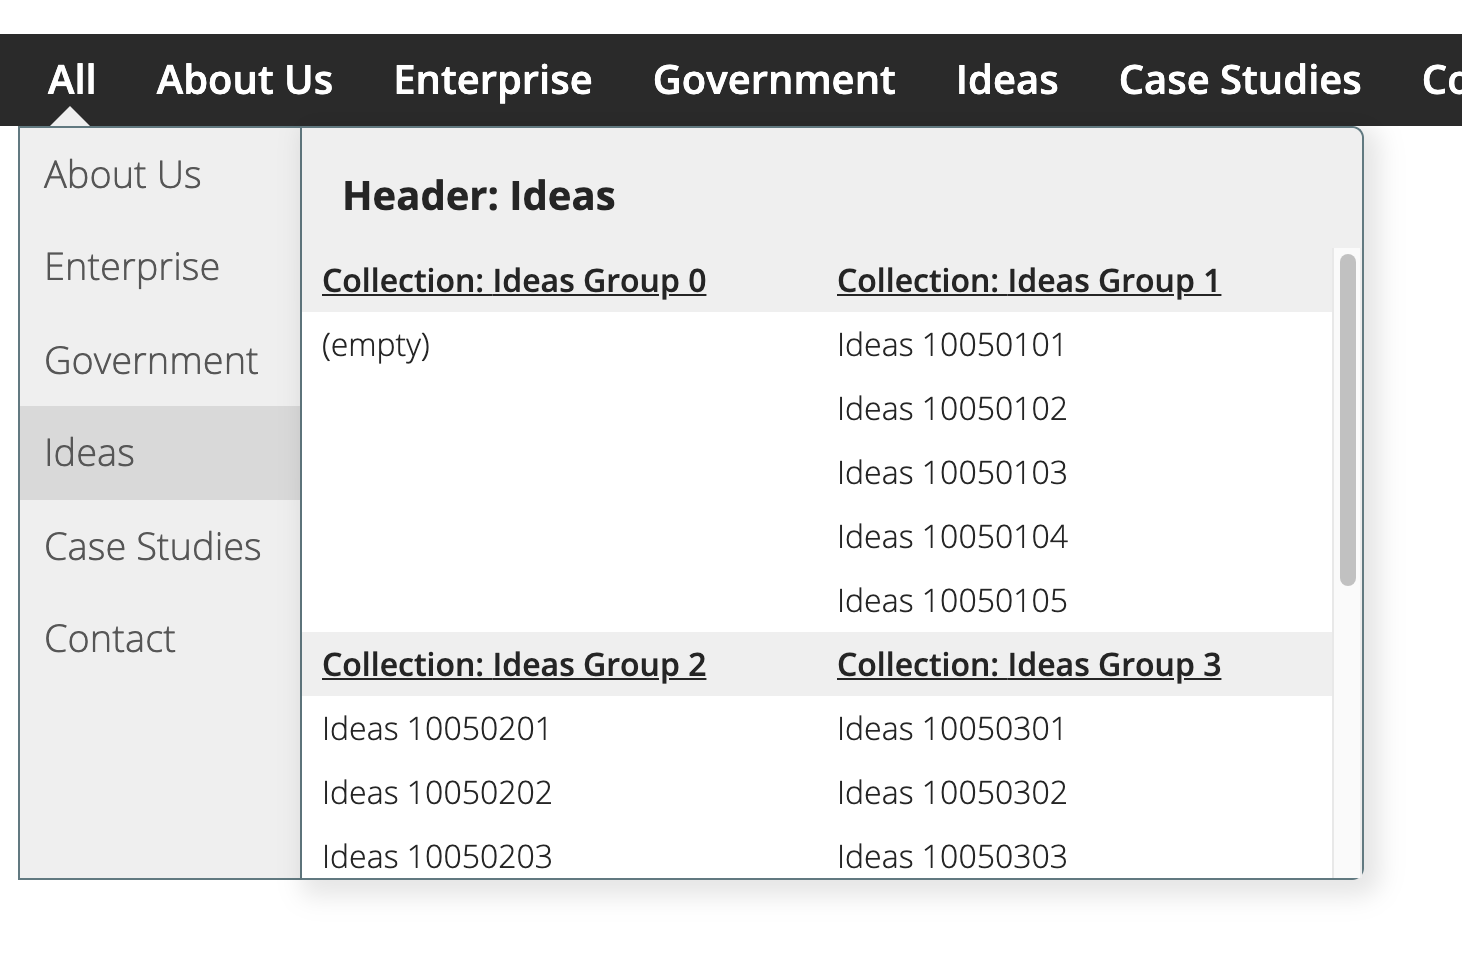 All About Us Enterprise Government Ideas Case Studies Co
About Us
Enterprise
Government
Ideas
Case Studies
Contact
Header: Ideas
Collection: Ideas Group 0 Collection: Ideas Group 1
(empty) Ideas 10050101
Ideas 10050102
Ideas 10050103
Ideas 10050104
Ideas 10050105
Collection: Ideas Group 2 Collection: Ideas Group 3
Ideas 10050201 Ideas 10050301
Ideas 10050202 Ideas 10050302
Ideas 10050203 Ideas 10050303